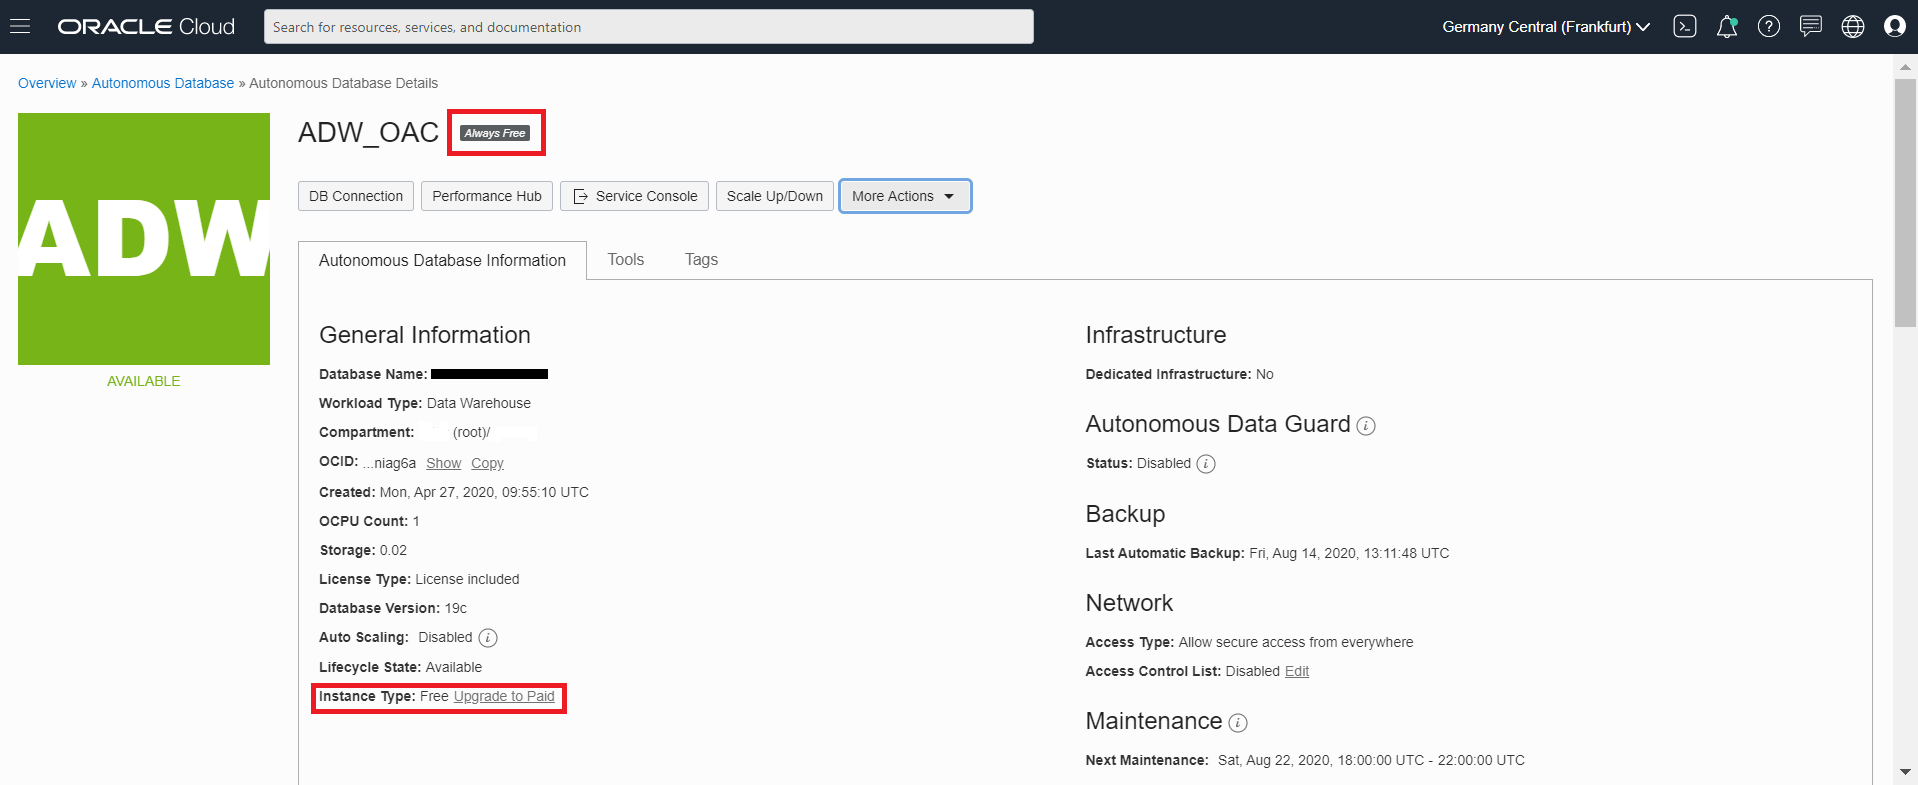 ORACLE Cloud
Search for resources, services, and documentation
Germany Central (Frankfurt)
Overview » Autonomous Database » Autonomous Database Details
ADW
AVAILABLE
ADW_OAC Always Free
DB Connection Performance Hub Service Console Scale Up/Down More Actions
Autonomous Database Information Tools Tags
General Information
Database Name:
Workload Type: Data Warehouse
Compartment: (root)/
OCID: ...niag6a Show Copy
Created: Mon, Apr 27, 2020, 09:55:10 UTC
OCPU Count: 1
Storage: 0.02
License Type: License included
Database Version: 19c
Auto Scaling: Disabled
Lifecycle State: Available
Instance Type: Free Upgrade to Paid
Infrastructure
Dedicated Infrastructure: No
Autonomous Data Guard
Status: Disabled
Backup
Last Automatic Backup: Fri, Aug 14, 2020, 13:11:48 UTC
Network
Access Type: Allow secure access from everywhere
Access Control List: Disabled Edit
Maintenance
Next Maintenance: Sat, Aug 22, 2020, 18:00:00 UTC - 22:00:00 UTC